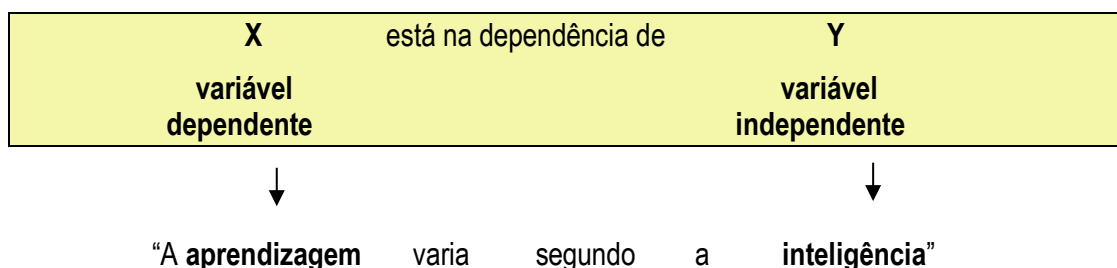 X está na dependência de Y
variável variável
dependente independente
“A aprendizagem varia segundo a inteligência”